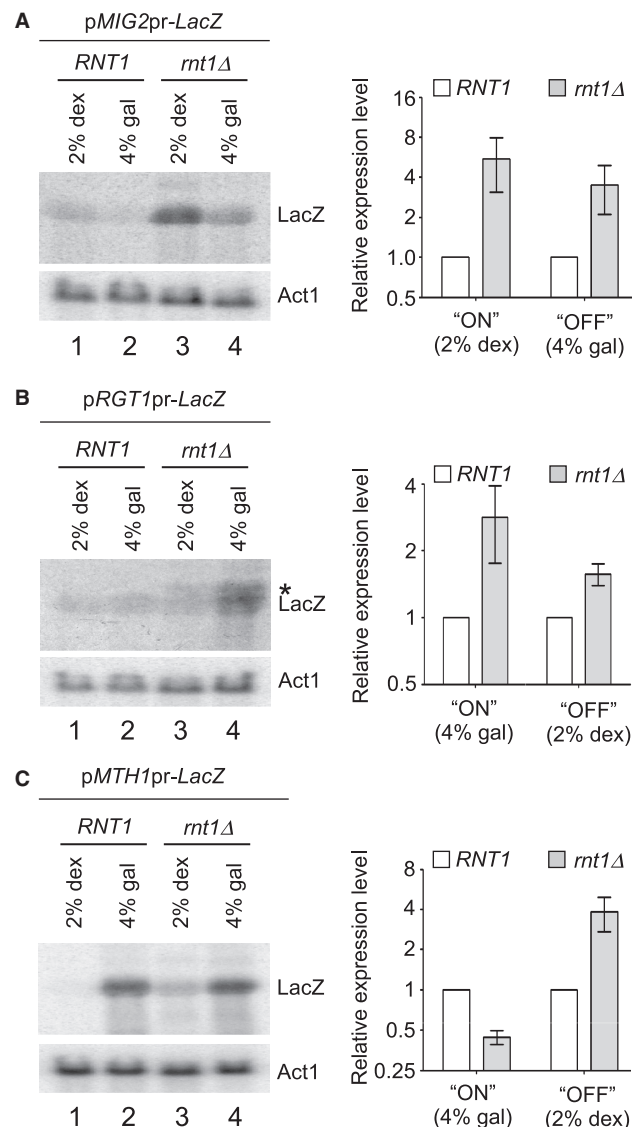 A
pMIG2pr-LacZ
RNT1 rnt1Δ
2% dex
4% gal
2% dex
4% gal
LacZ
Act1
1 2 3 4
RNT1 rnt1Δ
Relative expression level
16
8
4
2
1.0
0.5
"ON"
(2% dex)
"OFF"
(4% gal)
B
pRGT1pr-LacZ
RNT1 rnt1Δ
2% dex
4% gal
2% dex
4% gal
*
LacZ
Act1
1 2 3 4
RNT1 rnt1Δ
Relative expression level
4
2
1
0.5
"ON"
(4% gal)
"OFF"
(2% dex)
C
pMTH1pr-LacZ
RNT1 rnt1Δ
2% dex
4% gal
2% dex
4% gal
LacZ
Act1
1 2 3 4
RNT1 rnt1Δ
Relative expression level
8
4
2
1
0.5
0.25
"ON"
(4% gal)
"OFF"
(2% dex)